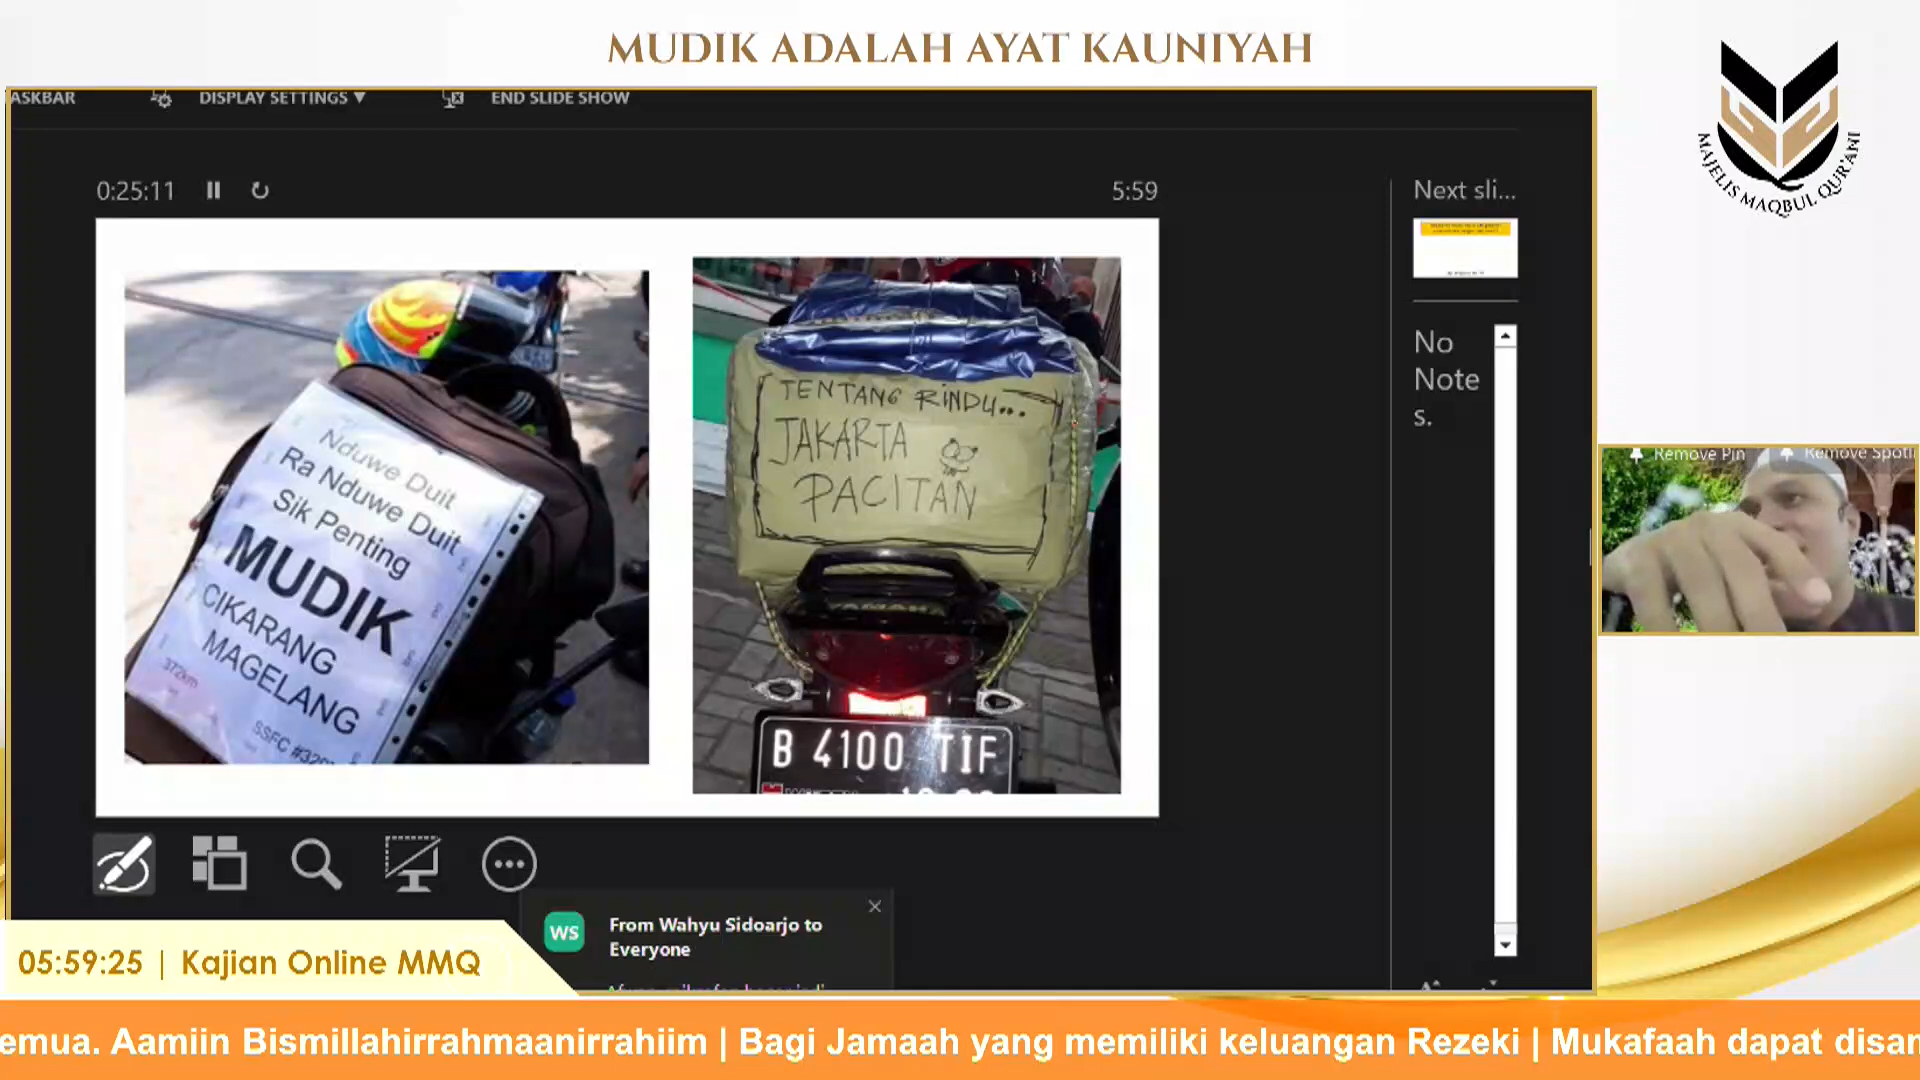 MUDIK ADALAH AYAT KAUNIYAH
MAJELIS MAQBUL QUR'ANI
ASKBAR
DISPLAY SETTINGS ▼
END SLIDE SHOW
0:25:11
5:59
Next sli...
No
Note
s.
Nduwe Duit
Ra Nduwe Duit
Sik Penting
MUDIK
CIKARANG
MAGELANG
372km
TENTANG RINDU...
JAKARTA
PACITAN
B 4100 TIF
Remove Pin
WS
From Wahyu Sidoarjo to
Everyone
05:59:25 | Kajian Online MMQ
emua. Aamiin Bismillahirrahmaanirrahiim | Bagi Jamaah yang memiliki keluangan Rezeki | Mukafaah dapat disam